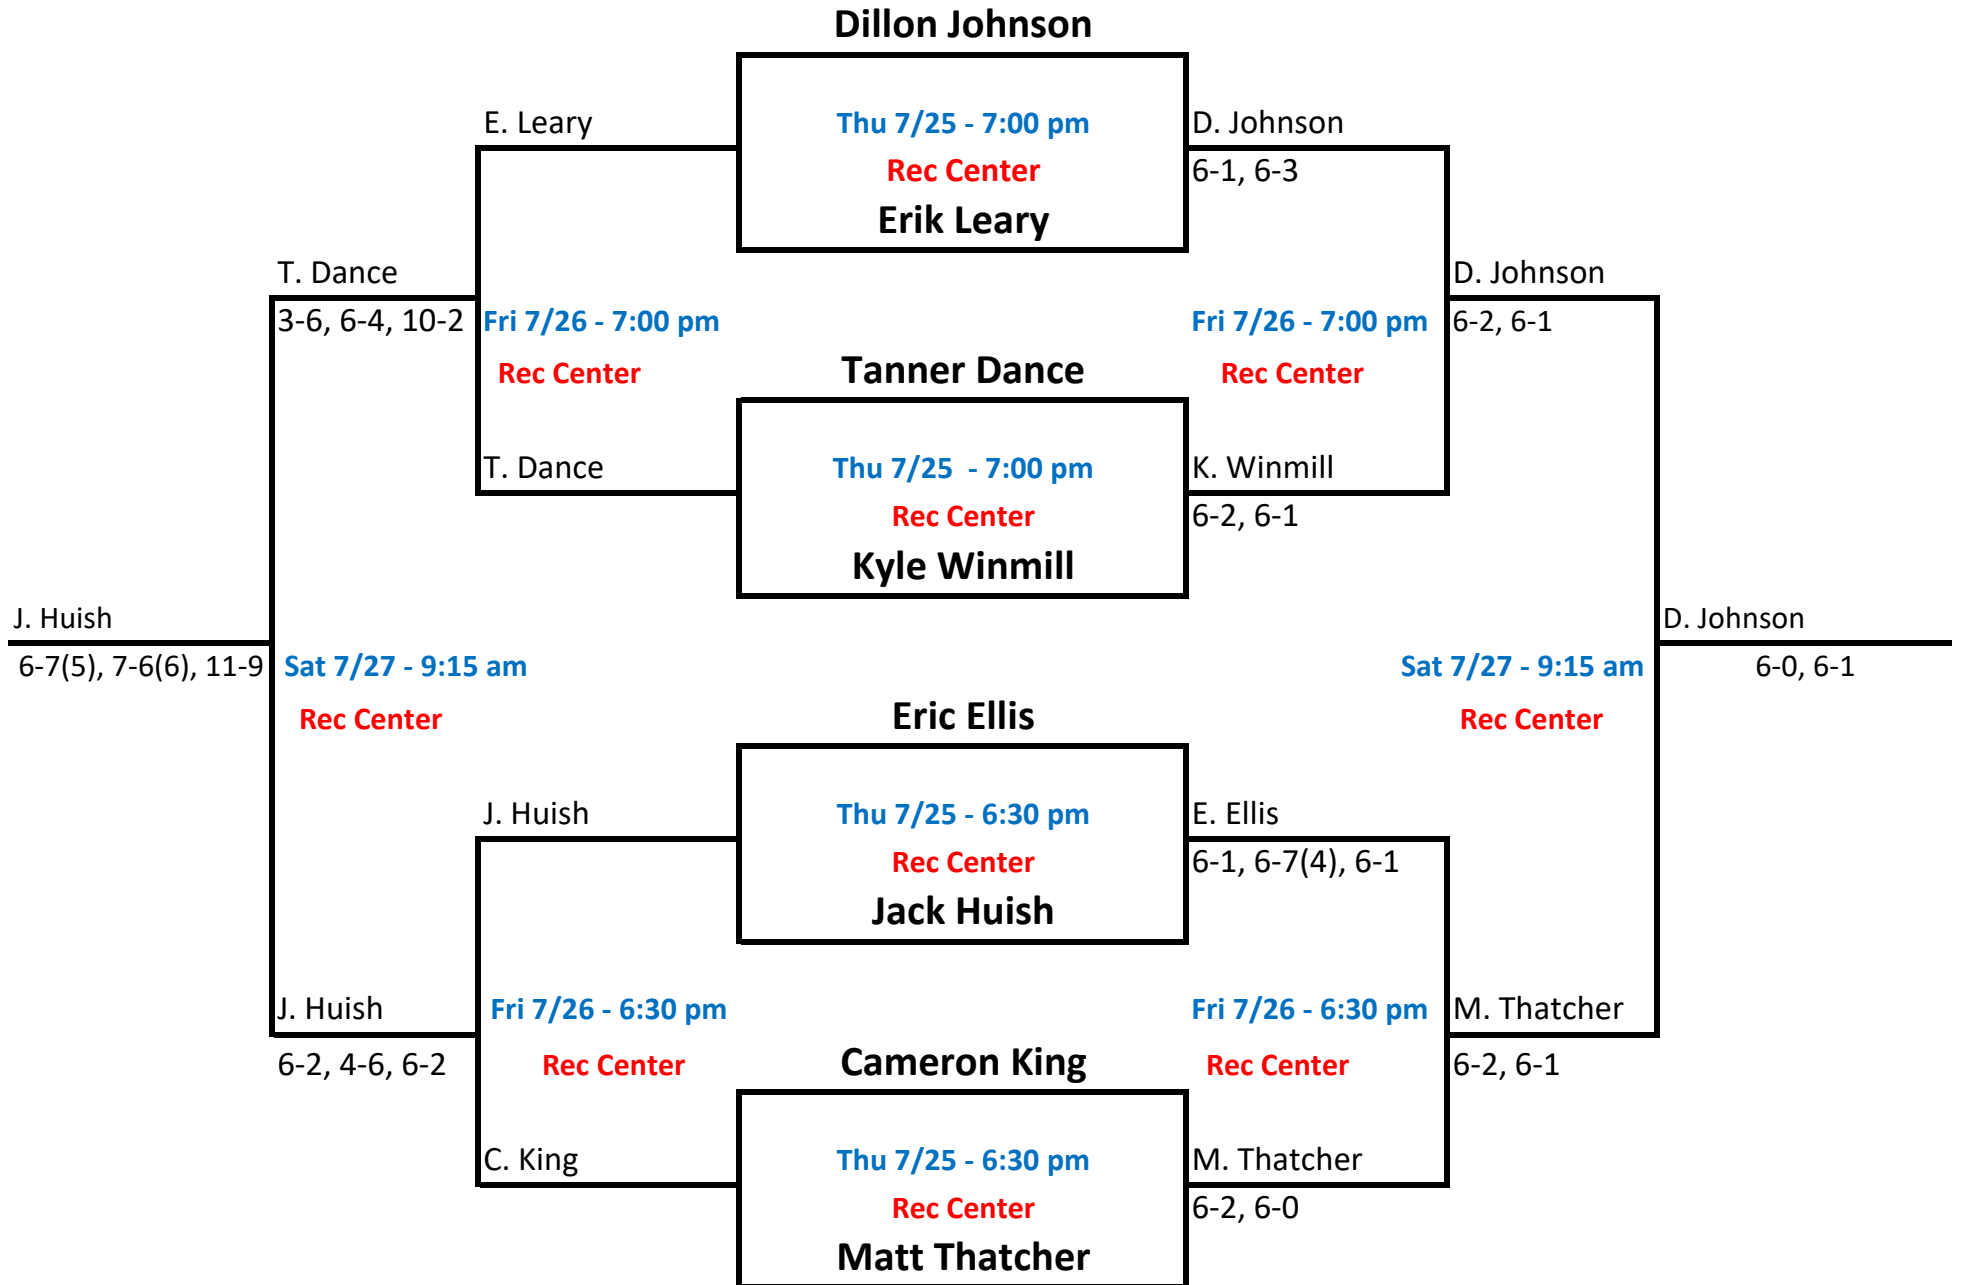 Dillon Johnson
E. Leary
Thu 7/25 - 7:00 pm
D. Johnson
Rec Center
6-1, 6-3
Erik Leary
T. Dance
D. Johnson
3-6, 6-4, 10-2
Fri 7/26 - 7:00 pm
Fri 7/26 - 7:00 pm
6-2, 6-1
Rec Center
Tanner Dance
Rec Center
T. Dance
Thu 7/25  - 7:00 pm
K. Winmill
Rec Center
6-2, 6-1
Kyle Winmill
J. Huish
D. Johnson
6-7(5), 7-6(6), 11-9
Sat 7/27 - 9:15 am
Sat 7/27 - 9:15 am
6-0, 6-1
Rec Center
Eric Ellis
Rec Center
J. Huish
Thu 7/25 - 6:30 pm
E. Ellis
Rec Center
6-1, 6-7(4), 6-1
Jack Huish
J. Huish
Fri 7/26 - 6:30 pm
Fri 7/26 - 6:30 pm
M. Thatcher
6-2, 4-6, 6-2
Rec Center
Cameron King
Rec Center
6-2, 6-1
C. King
Thu 7/25 - 6:30 pm
M. Thatcher
Rec Center
6-2, 6-0
Matt Thatcher